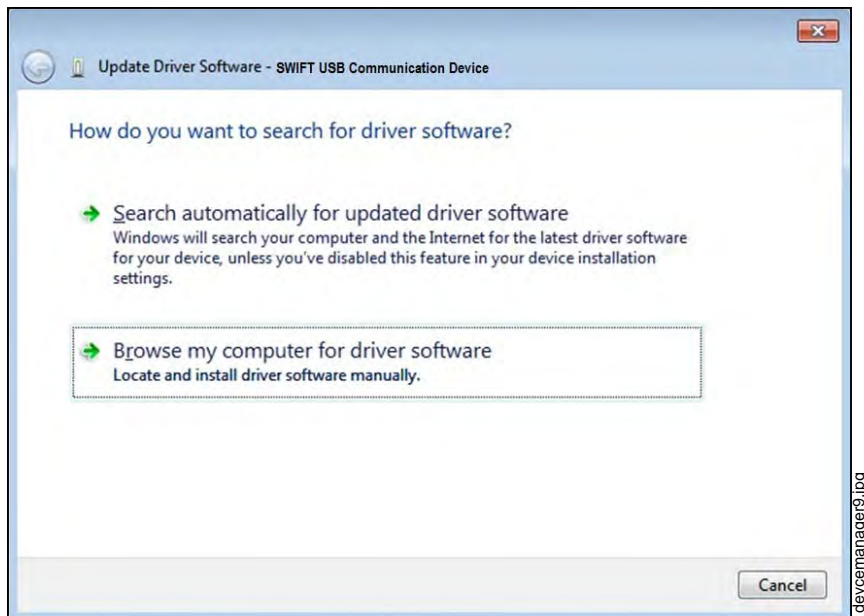 Update Driver Software - SWIFT USB Communication Device
How do you want to search for driver software?
Search automatically for updated driver software
Windows will search your computer and the Internet for the latest driver software
for your device, unless you've disabled this feature in your device installation
settings.
Browse my computer for driver software
Locate and install driver software manually.
Cancel
devicemanager9.jpg